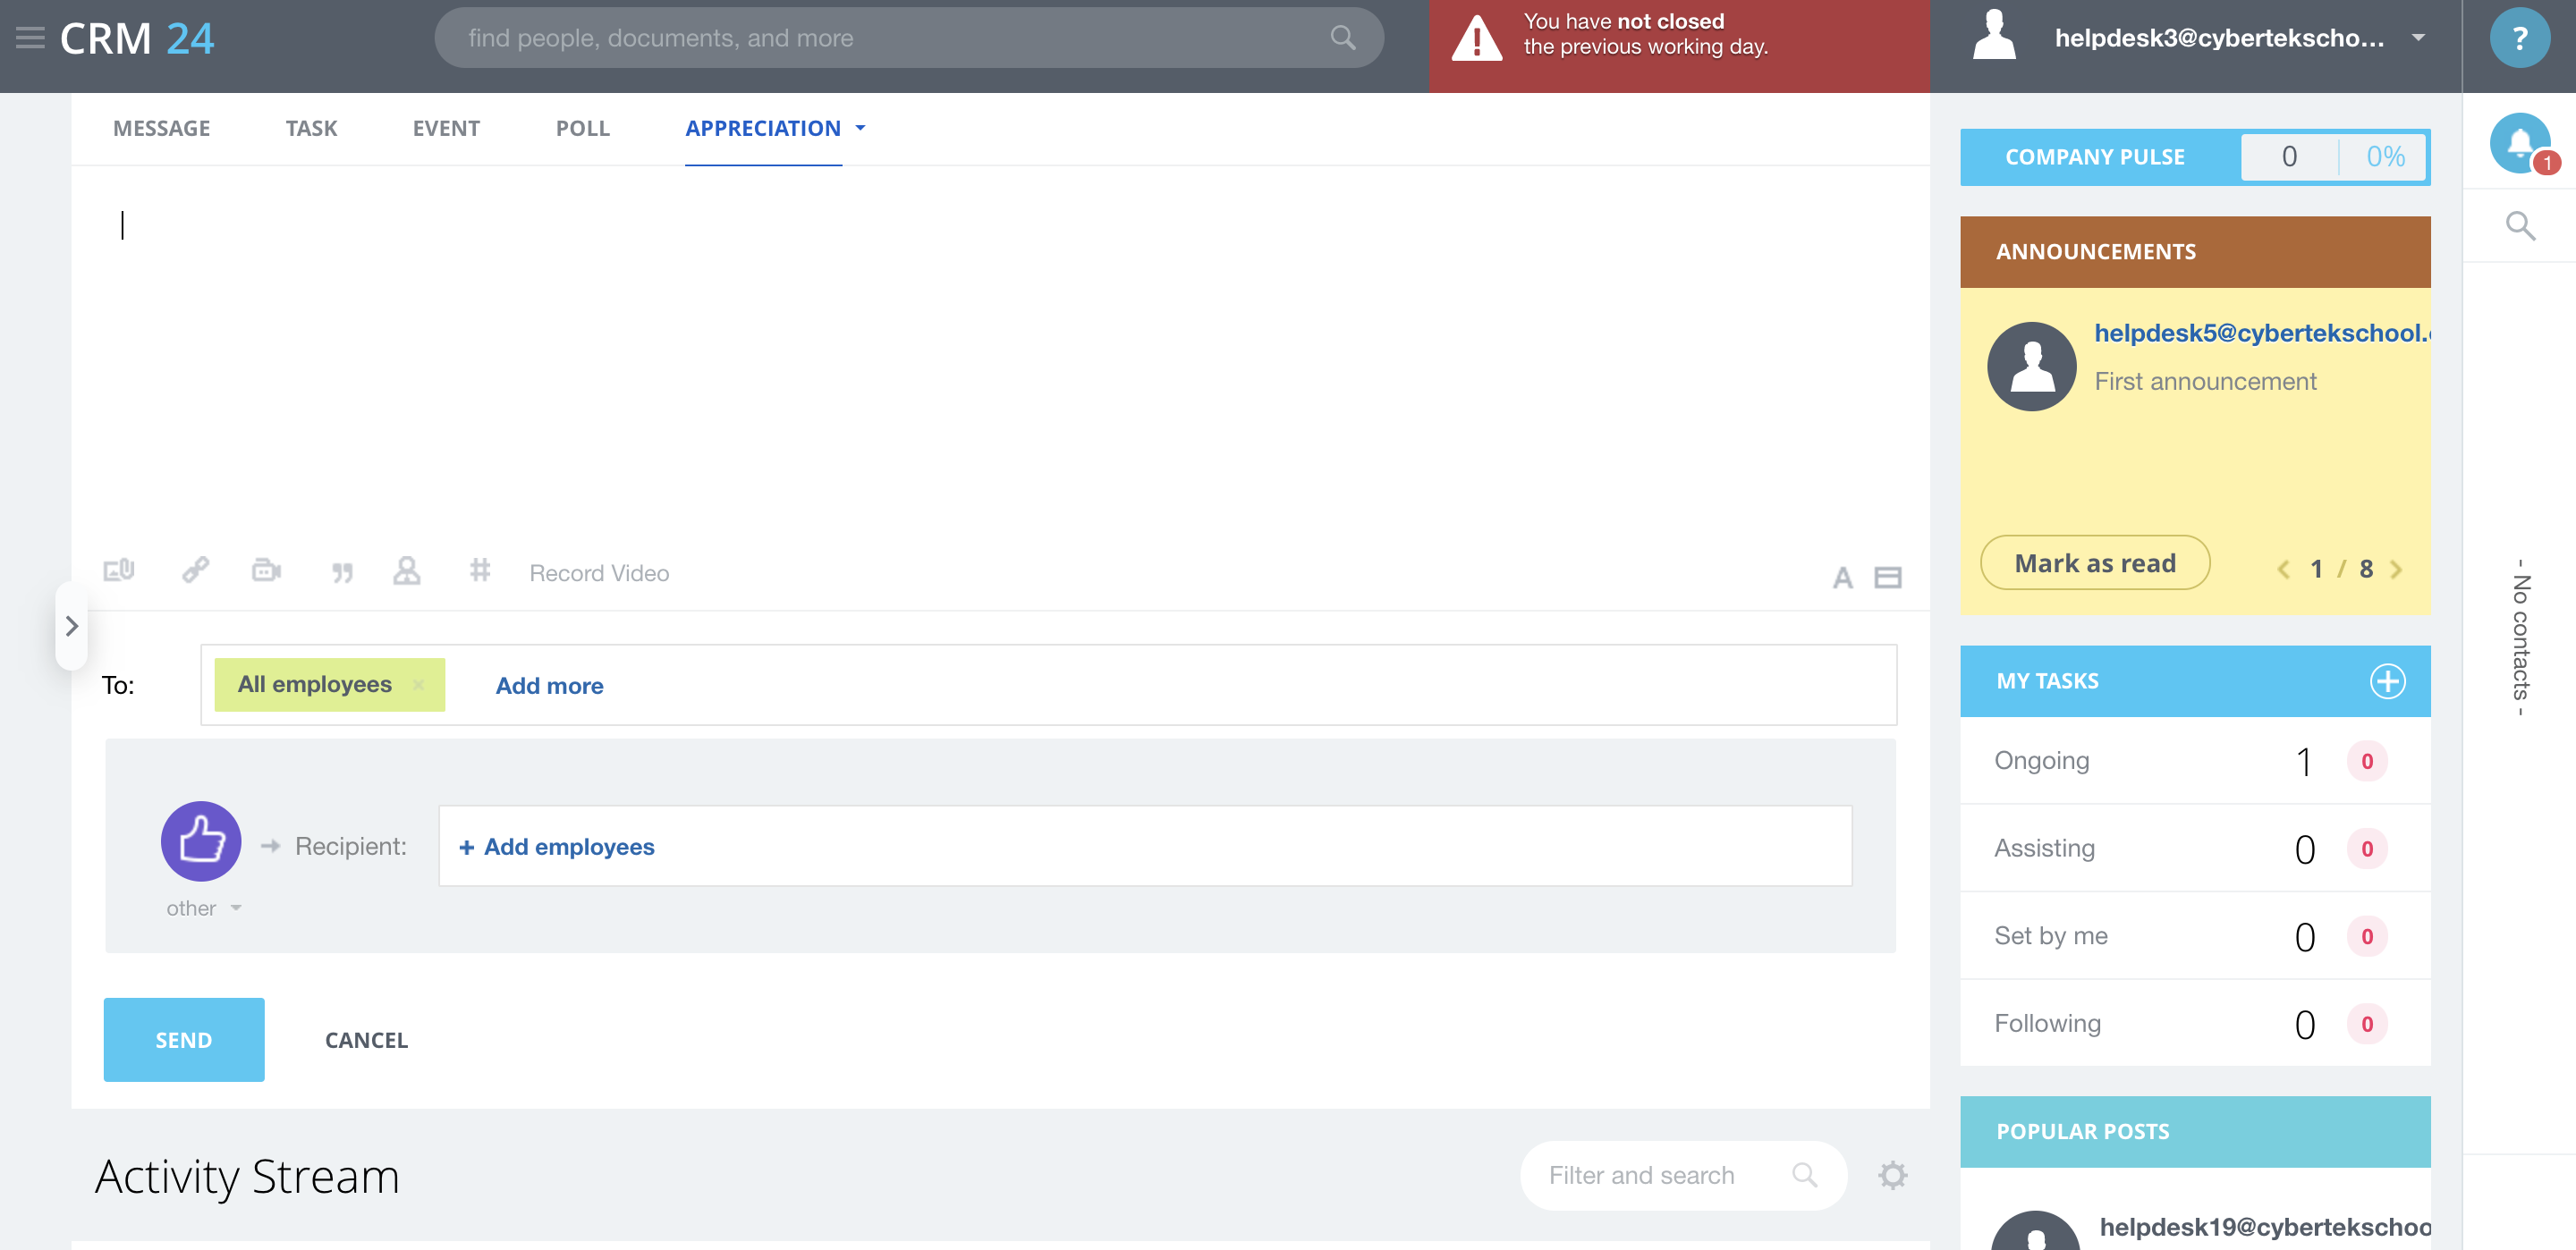 CRM 24
find people, documents, and more
You have not closed
the previous working day.
helpdesk3@cybertekscho...
?
MESSAGE
TASK
EVENT
POLL
APPRECIATION
Record Video
A
To:
All employees ×
Add more
Recipient:
+ Add employees
other
SEND
CANCEL
Activity Stream
Filter and search
COMPANY PULSE
0
0%
ANNOUNCEMENTS
helpdesk5@cybertekschool.
First announcement
Mark as read
1 / 8
MY TASKS
Ongoing 1 0
Assisting 0 0
Set by me 0 0
Following 0 0
POPULAR POSTS
helpdesk19@cybertekschoo
1
- No contacts -